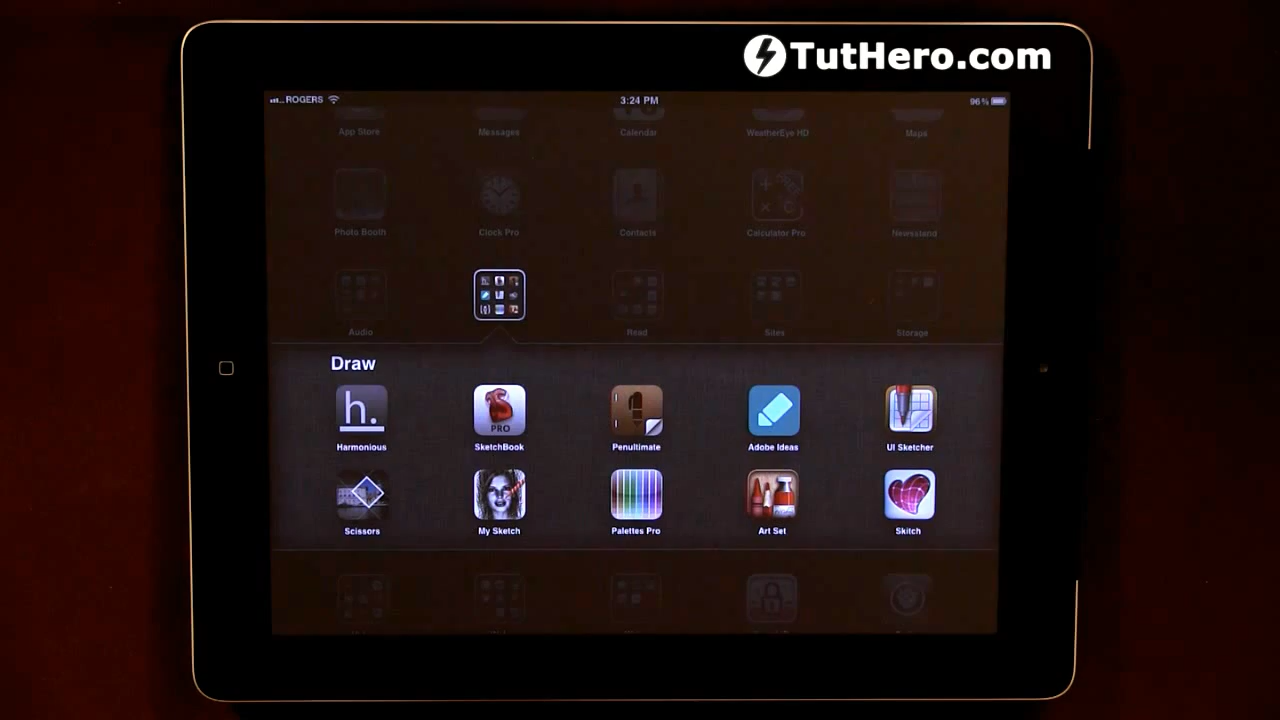 TutHero.com
ROGERS 3:24 PM 96%
App Store Messages Calendar WeatherEye HD Maps
Photo Booth Clock Pro Contacts Calculator Pro Newsstand
Audio Read Sites Storage
Draw
h.
PRO
Harmonious SketchBook Penultimate Adobe Ideas UI Sketcher
Scissors My Sketch Palettes Pro Art Set Skitch